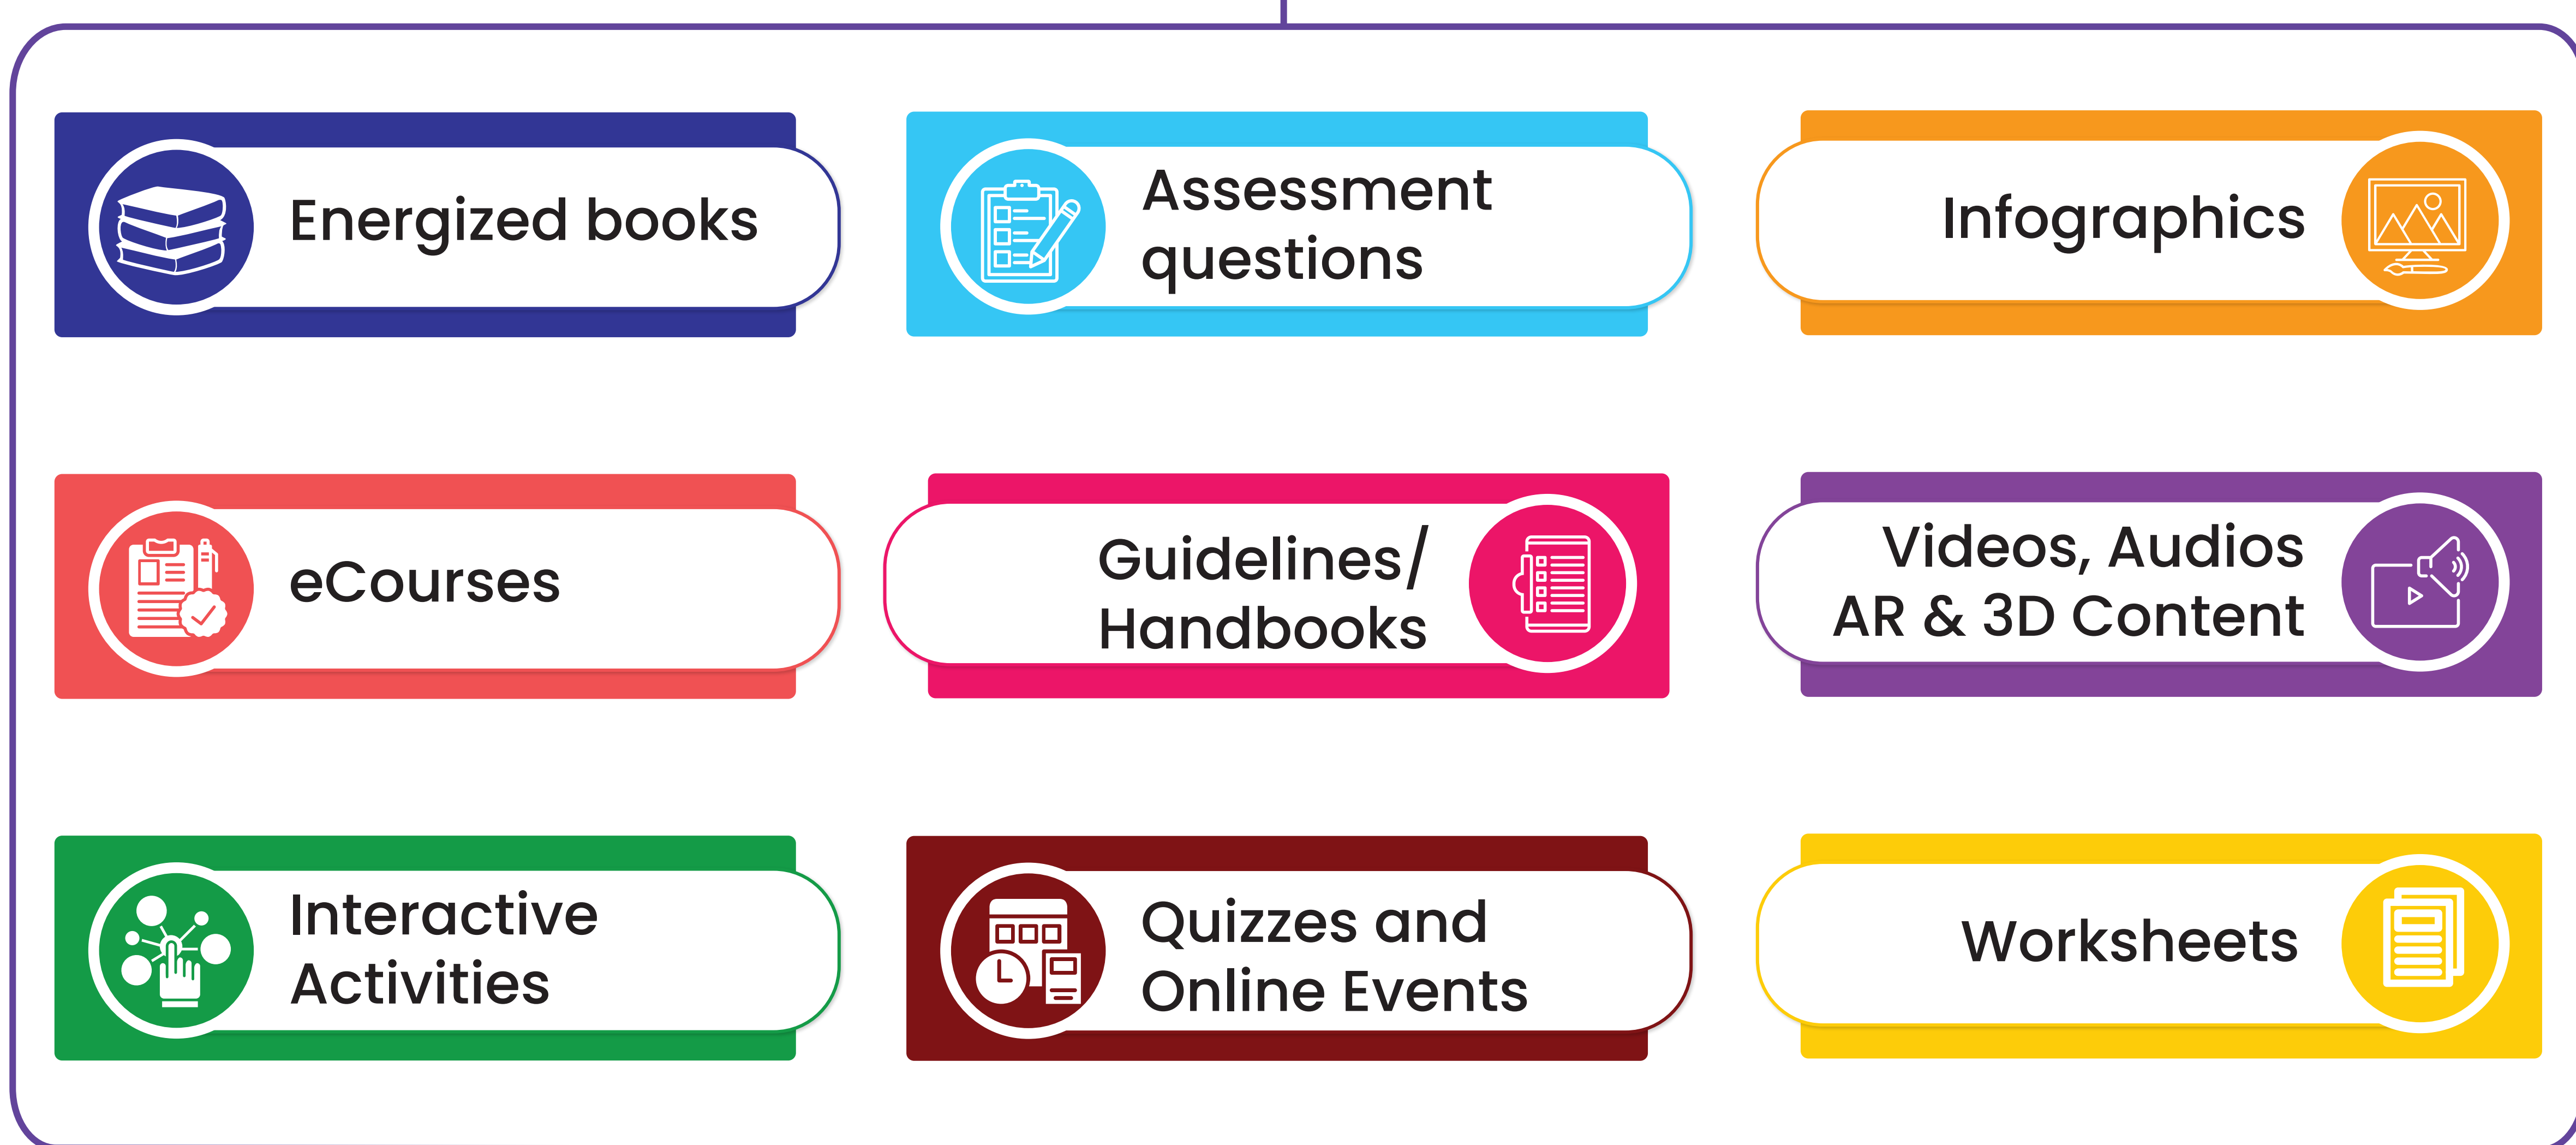 Energized books
Assessment
questions
Infographics
eCourses
Guidelines/
Handbooks
Videos, Audios
AR & 3D Content
Interactive
Activities
Quizzes and
Online Events
Worksheets